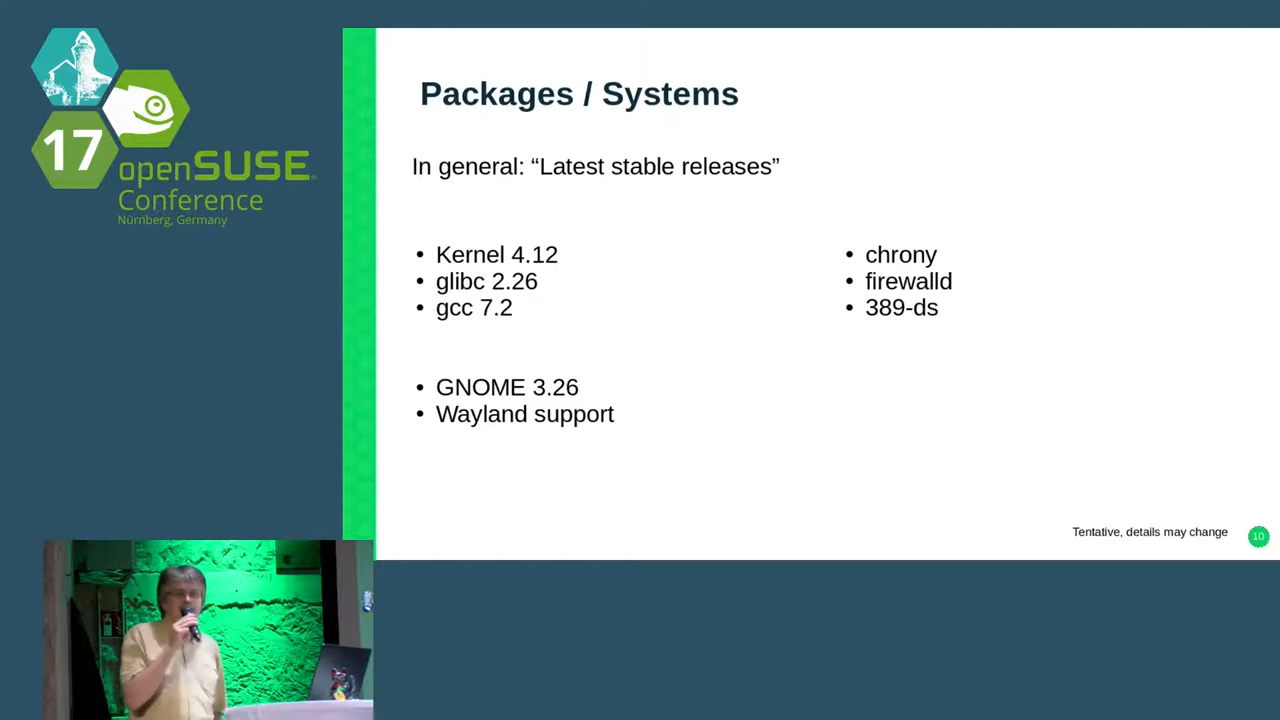 17
openSUSE
Conference
Nürnberg, Germany
Packages / Systems
In general: “Latest stable releases”
• Kernel 4.12
• glibc 2.26
• gcc 7.2
• GNOME 3.26
• Wayland support
• chrony
• firewalld
• 389-ds
Tentative, details may change
10